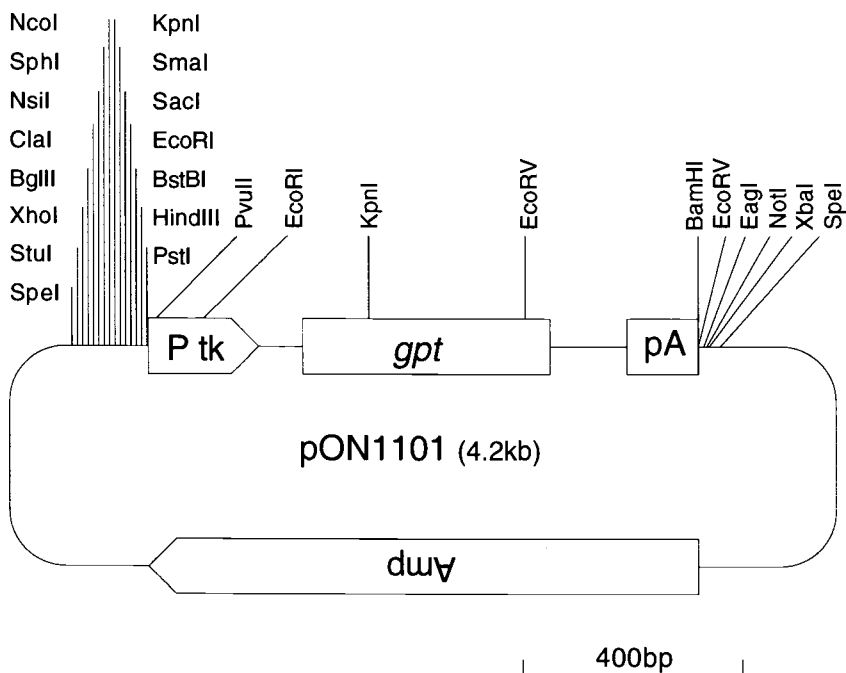 NcoI KpnI
SphI SmaI
NsiI SacI
ClaI EcoRI
BglII BstBI
XhoI HindIII
StuI PstI
SpeI
PvuII
EcoRI
KpnI
EcoRV
BamHI
EcoRV
EagI
NotI
XbaI
SpeI
P tk
gpt
pA
pON1101 (4.2kb)
Amp
400bp